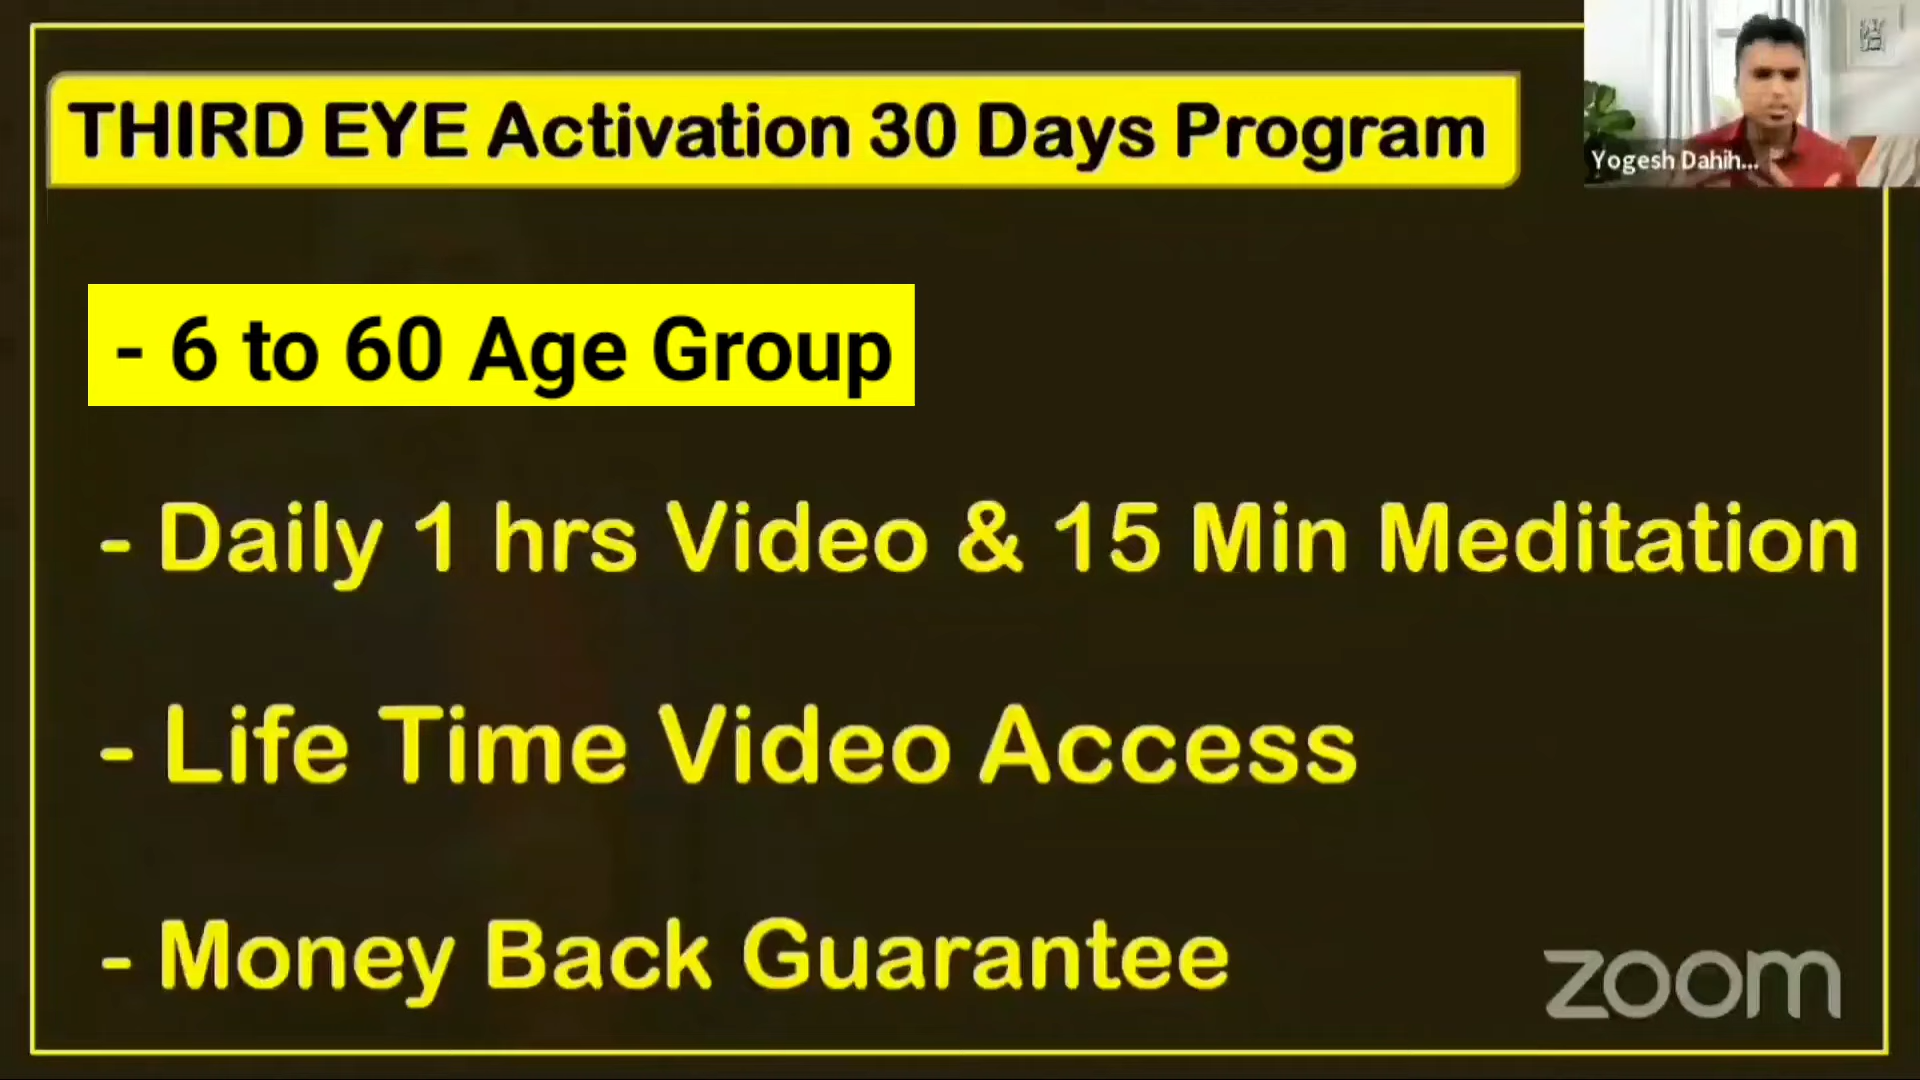 THIRD EYE Activation 30 Days Program
Yogesh Dahih...
- 6 to 60 Age Group
- Daily 1 hrs Video & 15 Min Meditation
- Life Time Video Access
- Money Back Guarantee
zoom